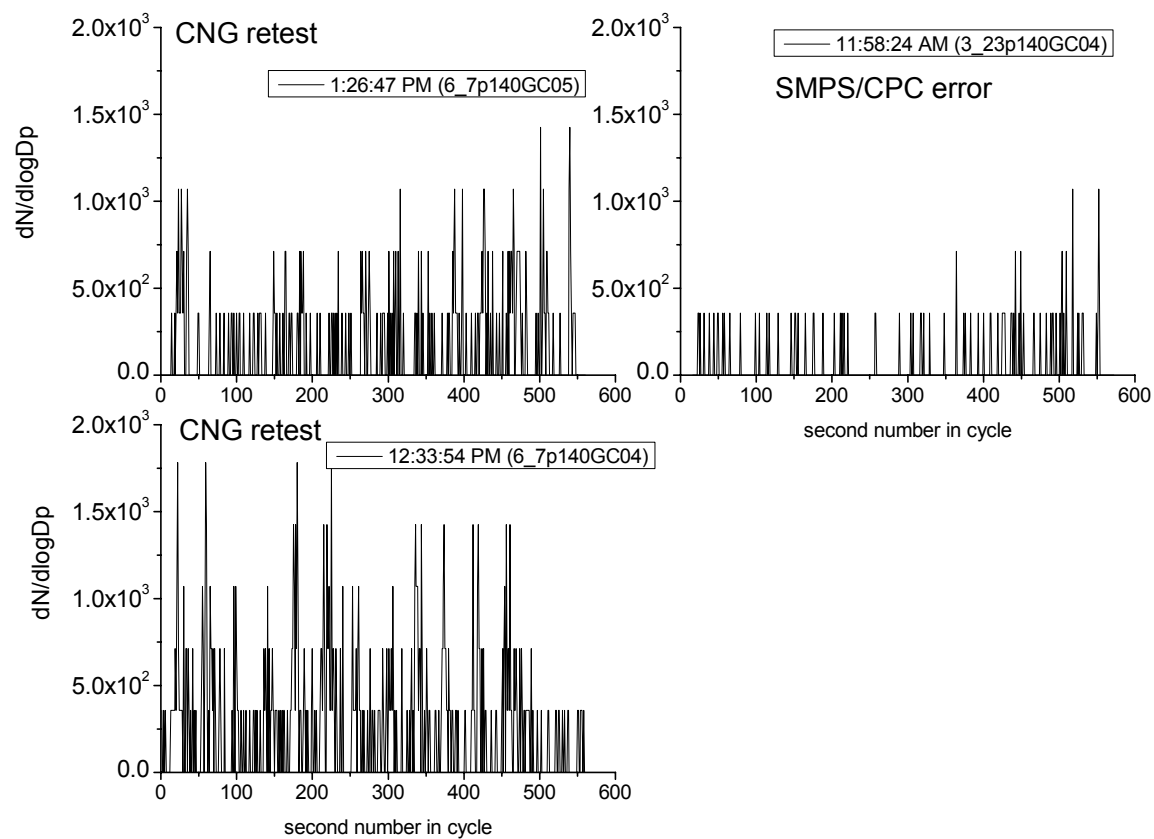 CNG retest
1:26:47 PM (6_7p140GC05)
2.0x10³
1.5x10³
1.0x10³
5.0x10²
0.0
dN/dlogDp
0 100 200 300 400 500 600
11:58:24 AM (3_23p140GC04)
SMPS/CPC error
2.0x10³
1.5x10³
1.0x10³
5.0x10²
0.0
0 100 200 300 400 500 600
second number in cycle
CNG retest
12:33:54 PM (6_7p140GC04)
2.0x10³
1.5x10³
1.0x10³
5.0x10²
0.0
dN/dlogDp
0 100 200 300 400 500 600
second number in cycle